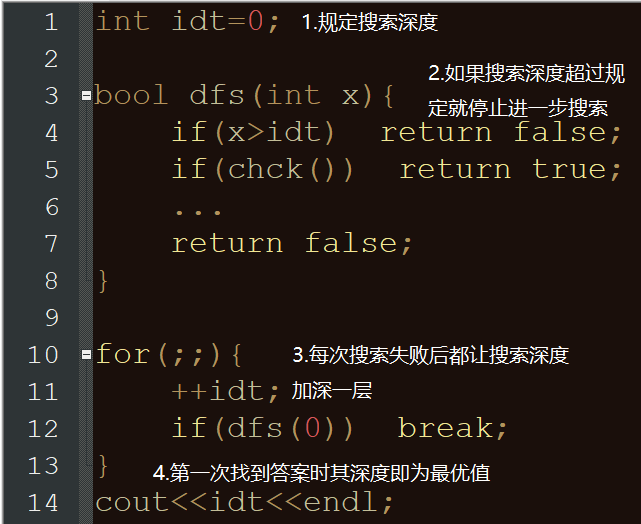 1 int idt=0; 1.规定搜索深度
2
2.如果搜索深度超过规
3 bool dfs(int x){
定就停止进一步搜索
4 if(x>idt) return false;
5 if(chck()) return true;
6 ...
7 return false;
8 }
9
10 for(;;){ 3.每次搜索失败后都让搜索深度
11 ++idt; 加深一层
12 if(dfs(0)) break;
13 } 4.第一次找到答案时其深度即为最优值
14 cout<<idt<<endl;